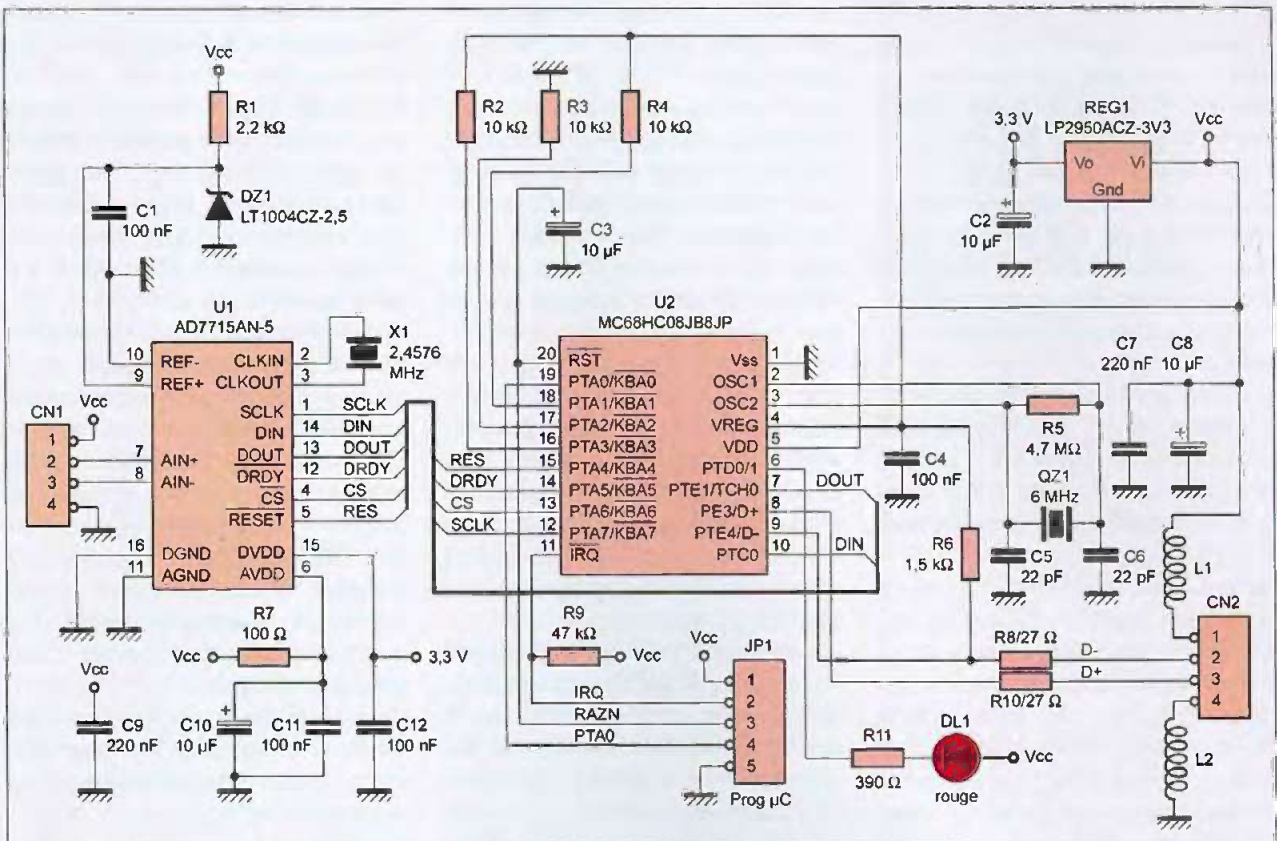 Vcc
R1
2,2 kΩ
C1
100 nF
DZ1
LT1004CZ-2,5
R2
10 kΩ
R3
10 kΩ
R4
10 kΩ
C3
10 µF
REG1
LP2950ACZ-3V3
3,3 V
Vcc
Vo
Vi
Gnd
C2
10 µF
U1
AD7715AN-5
10
REF-
9
REF+
CLKIN
2
CLKOUT
3
SCLK
1
SCLK
DIN
14
DIN
DOUT
13
DOUT
DRDY
12
DRDY
CS
4
CS
RESET
5
RES
7
AIN+
8
AIN-
16
DGND
11
AGND
DVDD
15
AVDD
6
X1
2,4576
MHz
CN1
Vcc
1
2
3
4
U2
MC68HC08JB8JP
20
RST
19
PTA0/KBA0
18
PTA1/KBA1
17
PTA2/KBA2
16
PTA3/KBA3
15
PTA4/KBA4
14
PTA5/KBA5
13
PTA6/KBA6
12
PTA7/KBA7
11
IRQ
RES
DRDY
CS
SCLK
Vss
1
OSC1
2
OSC2
3
VREG
4
VDD
5
PTD0/1
6
PTE1/TCH0
7
PE3/D+
8
PTE4/D-
9
PTC0
10
DOUT
DIN
C4
100 nF
R5
4,7 MΩ
QZ1
6 MHz
C5
22 pF
C6
22 pF
C7
220 nF
C8
10 µF
R6
1,5 kΩ
L1
CN2
1
2
3
4
R8/27 Ω
D-
D+
R10/27 Ω
L2
R7
100 Ω
Vcc
3,3 V
Vcc
C9
220 nF
C10
10 µF
C11
100 nF
C12
100 nF
R9
47 kΩ
Vcc
IRQ
RAZN
PTA0
Vcc
JP1
1
2
3
4
5
Prog µC
R11
390 Ω
DL1
rouge
Vcc